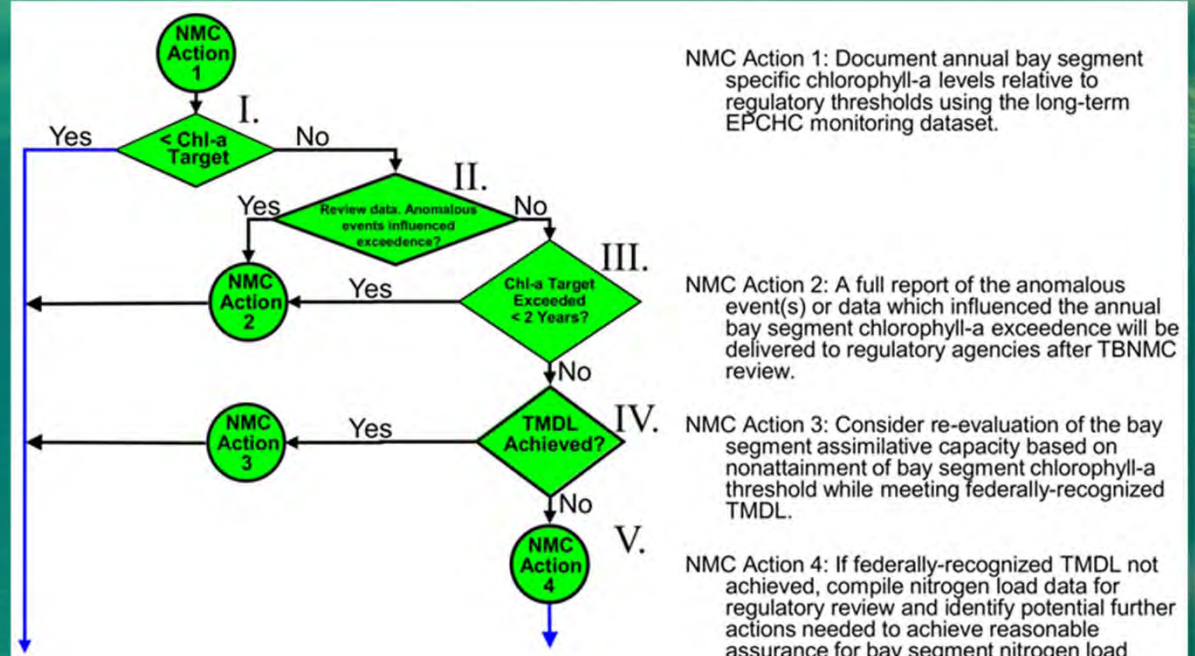 NMC
Action
1
I.
Yes
< Chl-a
Target
No
II.
Yes
Review data. Anomalous
events influenced
exceedence?
No
III.
NMC
Action
2
Yes
Chl-a Target
Exceeded
< 2 Years?
No
NMC
Action
3
Yes
TMDL
Achieved?
IV.
No
NMC
Action
4
V.
NMC Action 1: Document annual bay segment
specific chlorophyll-a levels relative to
regulatory thresholds using the long-term
EPCHC monitoring dataset.
NMC Action 2: A full report of the anomalous
event(s) or data which influenced the annual
bay segment chlorophyll-a exceedence will be
delivered to regulatory agencies after TBNMC
review.
NMC Action 3: Consider re-evaluation of the bay
segment assimilative capacity based on
nonattainment of bay segment chlorophyll-a
threshold while meeting federally-recognized
TMDL.
NMC Action 4: If federally-recognized TMDL not
achieved, compile nitrogen load data for
regulatory review and identify potential further
actions needed to achieve reasonable
assurance for bay segment nitrogen load